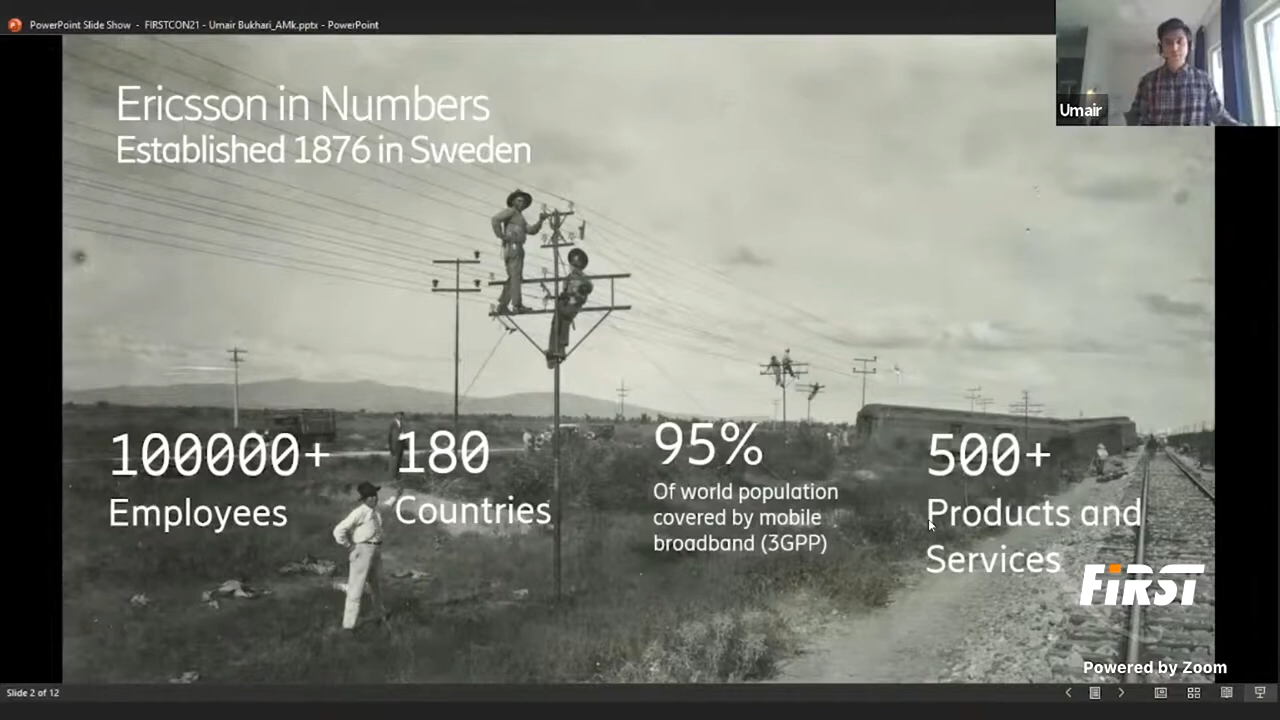 PowerPoint Slide Show - FIRSTCON21 - Umair Bukhari_AMk.pptx - PowerPoint
Umair
Ericsson in Numbers
Established 1876 in Sweden
100000+
Employees
180
Countries
95%
Of world population
covered by mobile
broadband (3GPP)
500+
Products and
Services
FIRST
Powered by Zoom
Slide 2 of 12